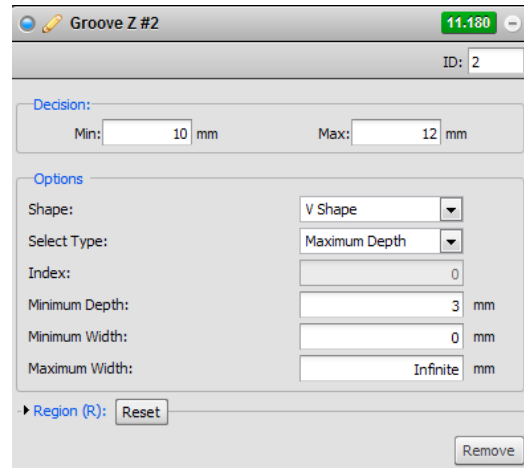 Groove Z #2 11.180
ID: 2
Decision:
Min: 10 mm Max: 12 mm
Options
Shape: V Shape
Select Type: Maximum Depth
Index: 0
Minimum Depth: 3 mm
Minimum Width: 0 mm
Maximum Width: Infinite mm
Region (R): Reset
Remove